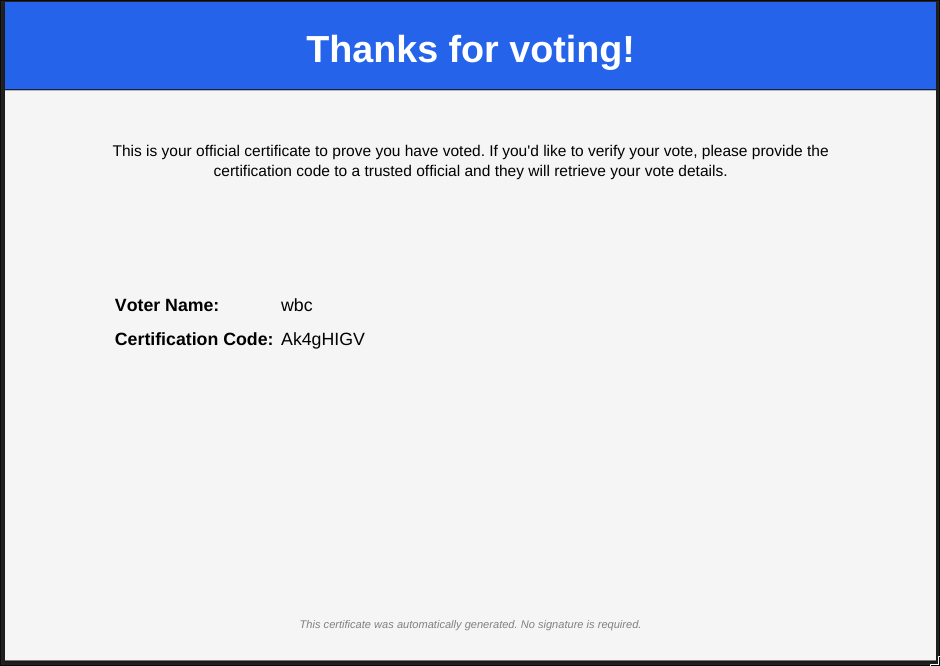 Thanks for voting!
This is your official certificate to prove you have voted. If you'd like to verify your vote, please provide the
certification code to a trusted official and they will retrieve your vote details.
Voter Name: wbc
Certification Code: Ak4gHIGV
This certificate was automatically generated. No signature is required.